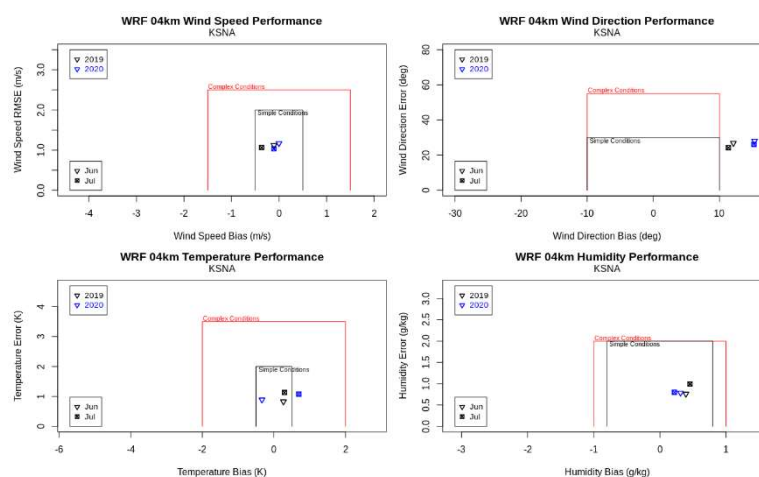 WRF 04km Wind Speed Performance
KSNA
2019
2020
Complex Conditions
Simple Conditions
Jun
Jul
Wind Speed RMSE (m/s)
0.0 1.0 2.0 3.0
-4 -3 -2 -1 0 1 2
Wind Speed Bias (m/s)
WRF 04km Wind Direction Performance
KSNA
2019
2020
Complex Conditions
Simple Conditions
Jun
Jul
Wind Direction Error (deg)
0 20 40 60 80
-30 -20 -10 0 10
Wind Direction Bias (deg)
WRF 04km Temperature Performance
KSNA
2019
2020
Complex Conditions
Simple Conditions
Jun
Jul
Temperature Error (K)
0 1 2 3 4
-6 -4 -2 0 2
Temperature Bias (K)
WRF 04km Humidity Performance
KSNA
2019
2020
Complex Conditions
Simple Conditions
Jun
Jul
Humidity Error (g/kg)
0.0 0.5 1.0 1.5 2.0 2.5 3.0
-3 -2 -1 0 1
Humidity Bias (g/kg)